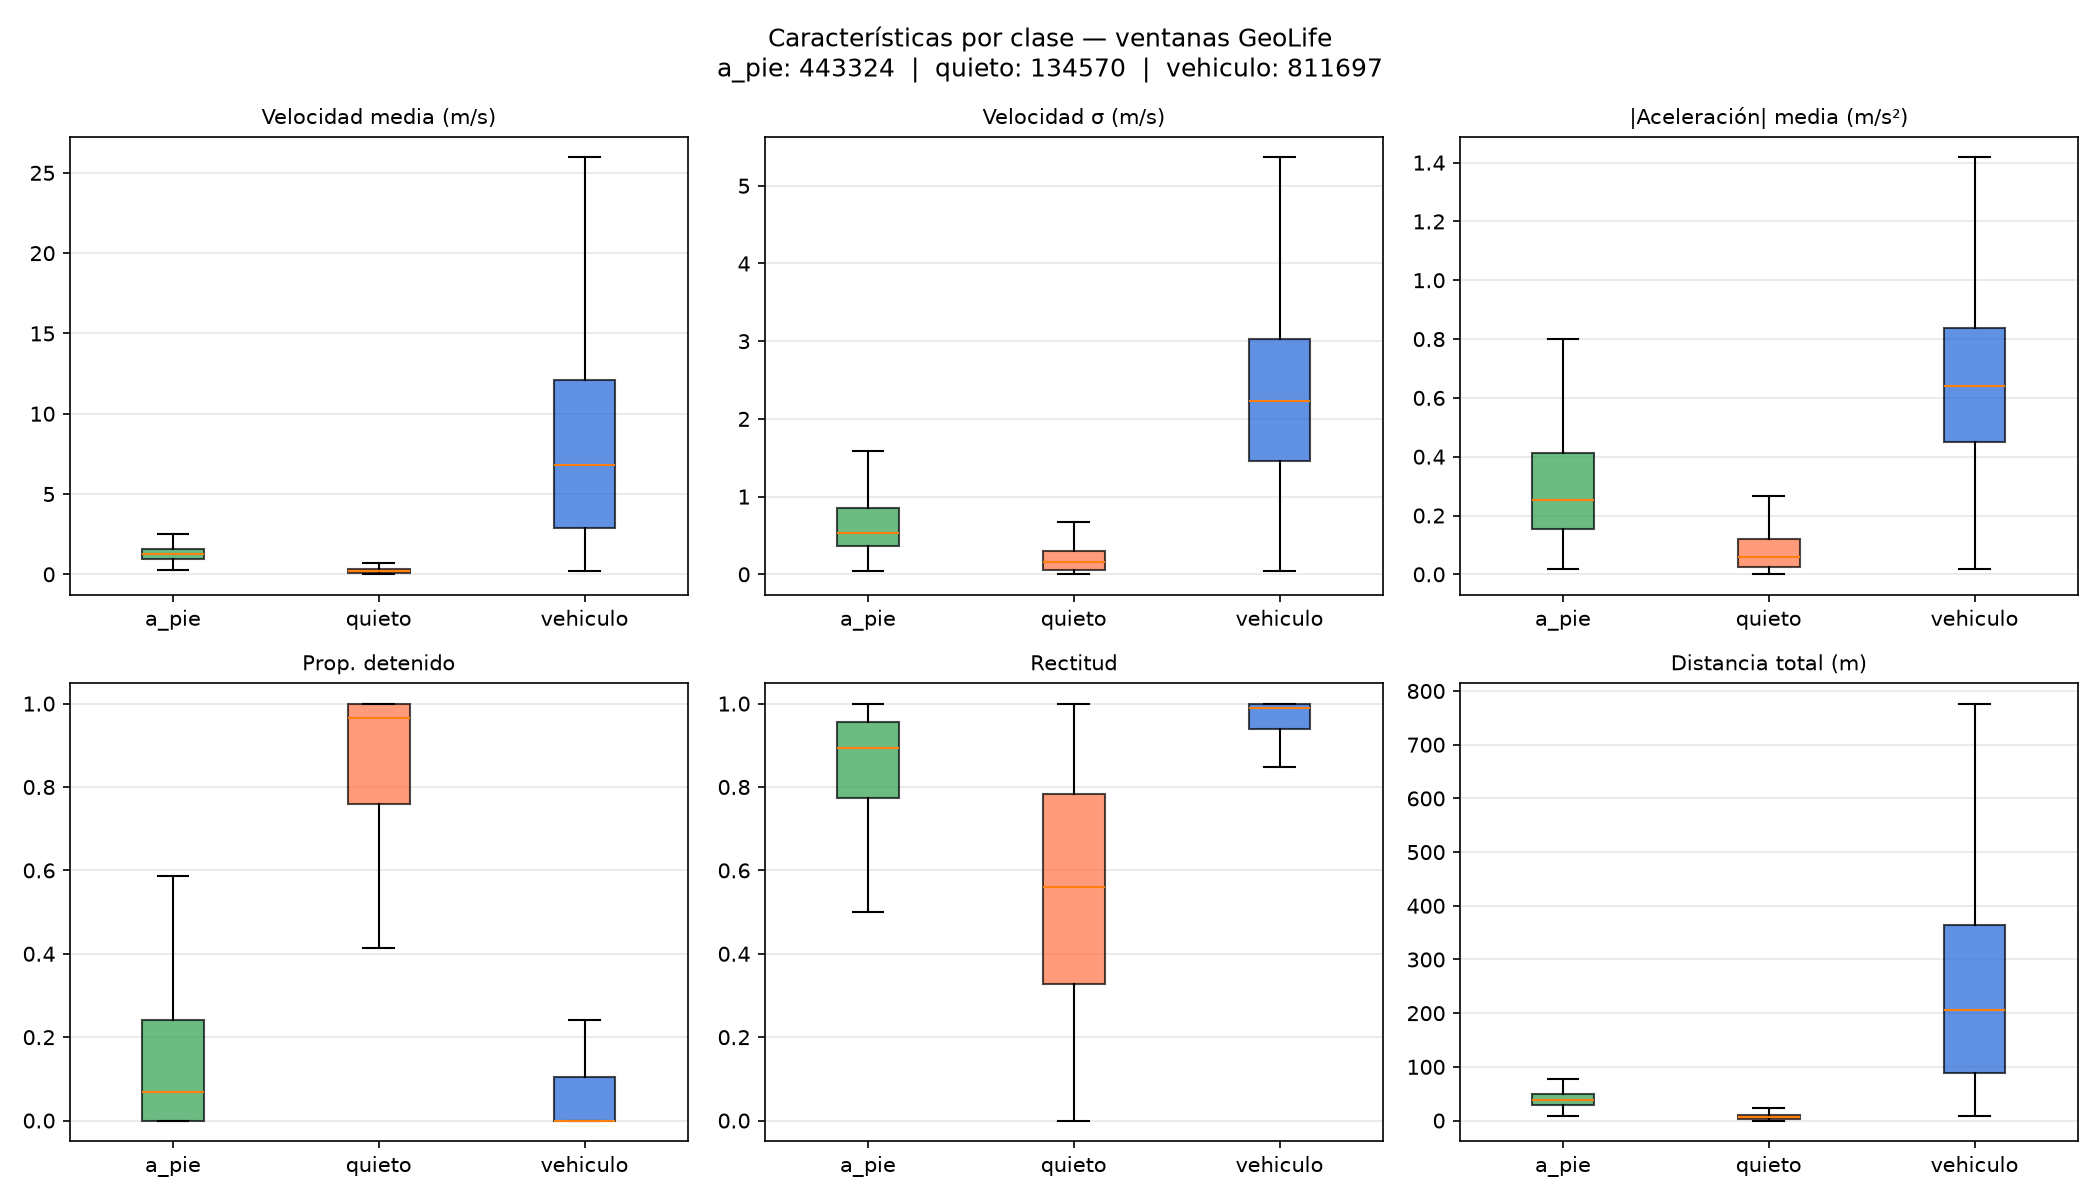 Características por clase — ventanas GeoLife
a_pie: 443324 | quieto: 134570 | vehiculo: 811697
Velocidad media (m/s)
25
20
15
10
5
0
a_pie quieto vehiculo
Velocidad σ (m/s)
5
4
3
2
1
0
a_pie quieto vehiculo
|Aceleración| media (m/s²)
1.4
1.2
1.0
0.8
0.6
0.4
0.2
0.0
a_pie quieto vehiculo
Prop. detenido
1.0
0.8
0.6
0.4
0.2
0.0
a_pie quieto vehiculo
Rectitud
1.0
0.8
0.6
0.4
0.2
0.0
a_pie quieto vehiculo
Distancia total (m)
800
700
600
500
400
300
200
100
0
a_pie quieto vehiculo